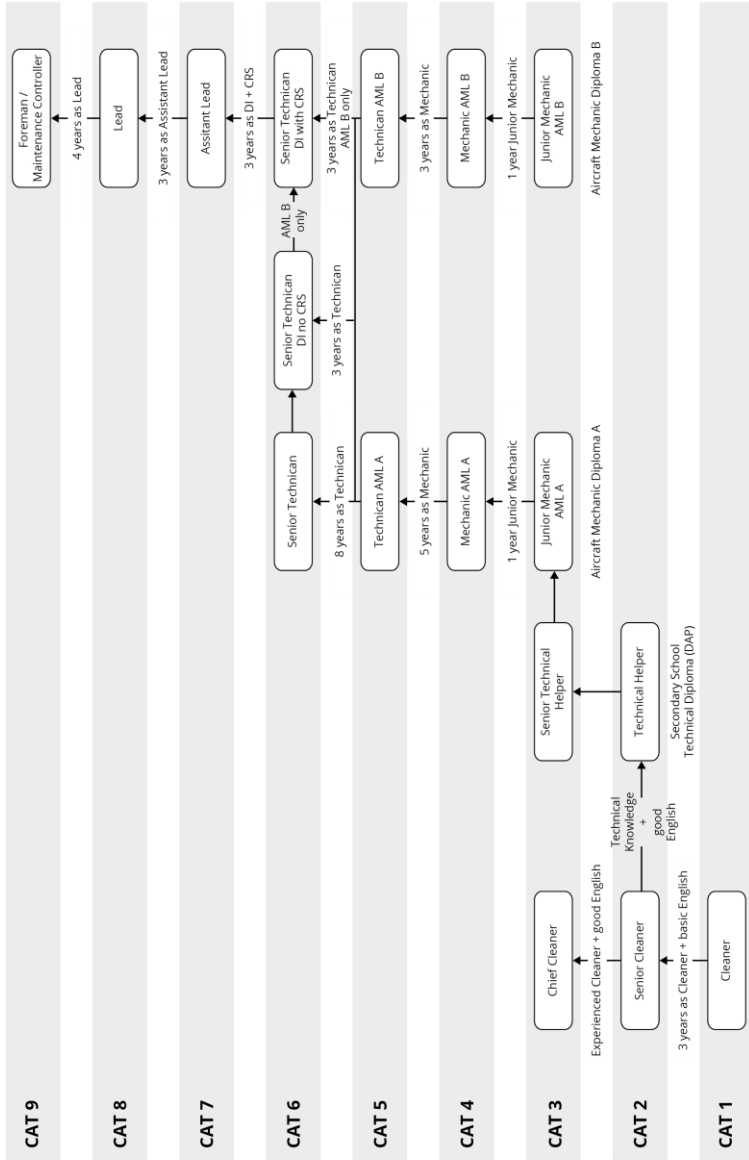 CAT 9
Foreman /
Maintenance Controller
4 years as Lead
CAT 8
Lead
3 years as Assistant Lead
CAT 7
Assitant Lead
3 years as DI + CRS
CAT 6
Senior Technican
Senior Technican
DI no CRS
AML B
only
Senior Technican
DI with CRS
8 years as Technican
3 years as Technican
3 years as Technican
AML B only
CAT 5
Technican AML A
Technican AML B
5 years as Mechanic
3 years as Mechanic
CAT 4
Mechanic AML A
Mechanic AML B
1 year Junior Mechanic
1 year Junior Mechanic
CAT 3
Chief Cleaner
Senior Technical
Helper
Junior Mechanic
AML A
Junior Mechanic
AML B
Experienced Cleaner + good English
Aircraft Mechanic Diploma A
Aircraft Mechanic Diploma B
CAT 2
Senior Cleaner
Technical
Knowledge
+
good
English
Technical Helper
3 years as Cleaner + basic English
Secondary School
Technical Diploma (DAP)
CAT 1
Cleaner